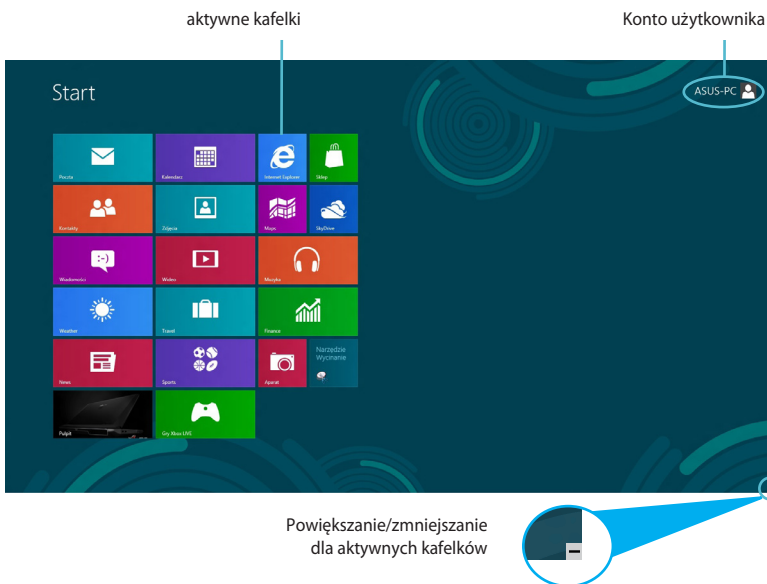 aktywne kafelki
Konto użytkownika
Start
ASUS-PC
Poczta
Kalendarz
Internet Explorer
Sklep
Kontakty
Zdjęcia
Maps
SkyDrive
Wiadomości
Wideo
Muzyka
Weather
Travel
Finance
News
Sports
Aparat
Narzędzie
Wycinanie
Pulpit
Gry Xbox LIVE
Powiększanie/zmniejszanie
dla aktywnych kafelków